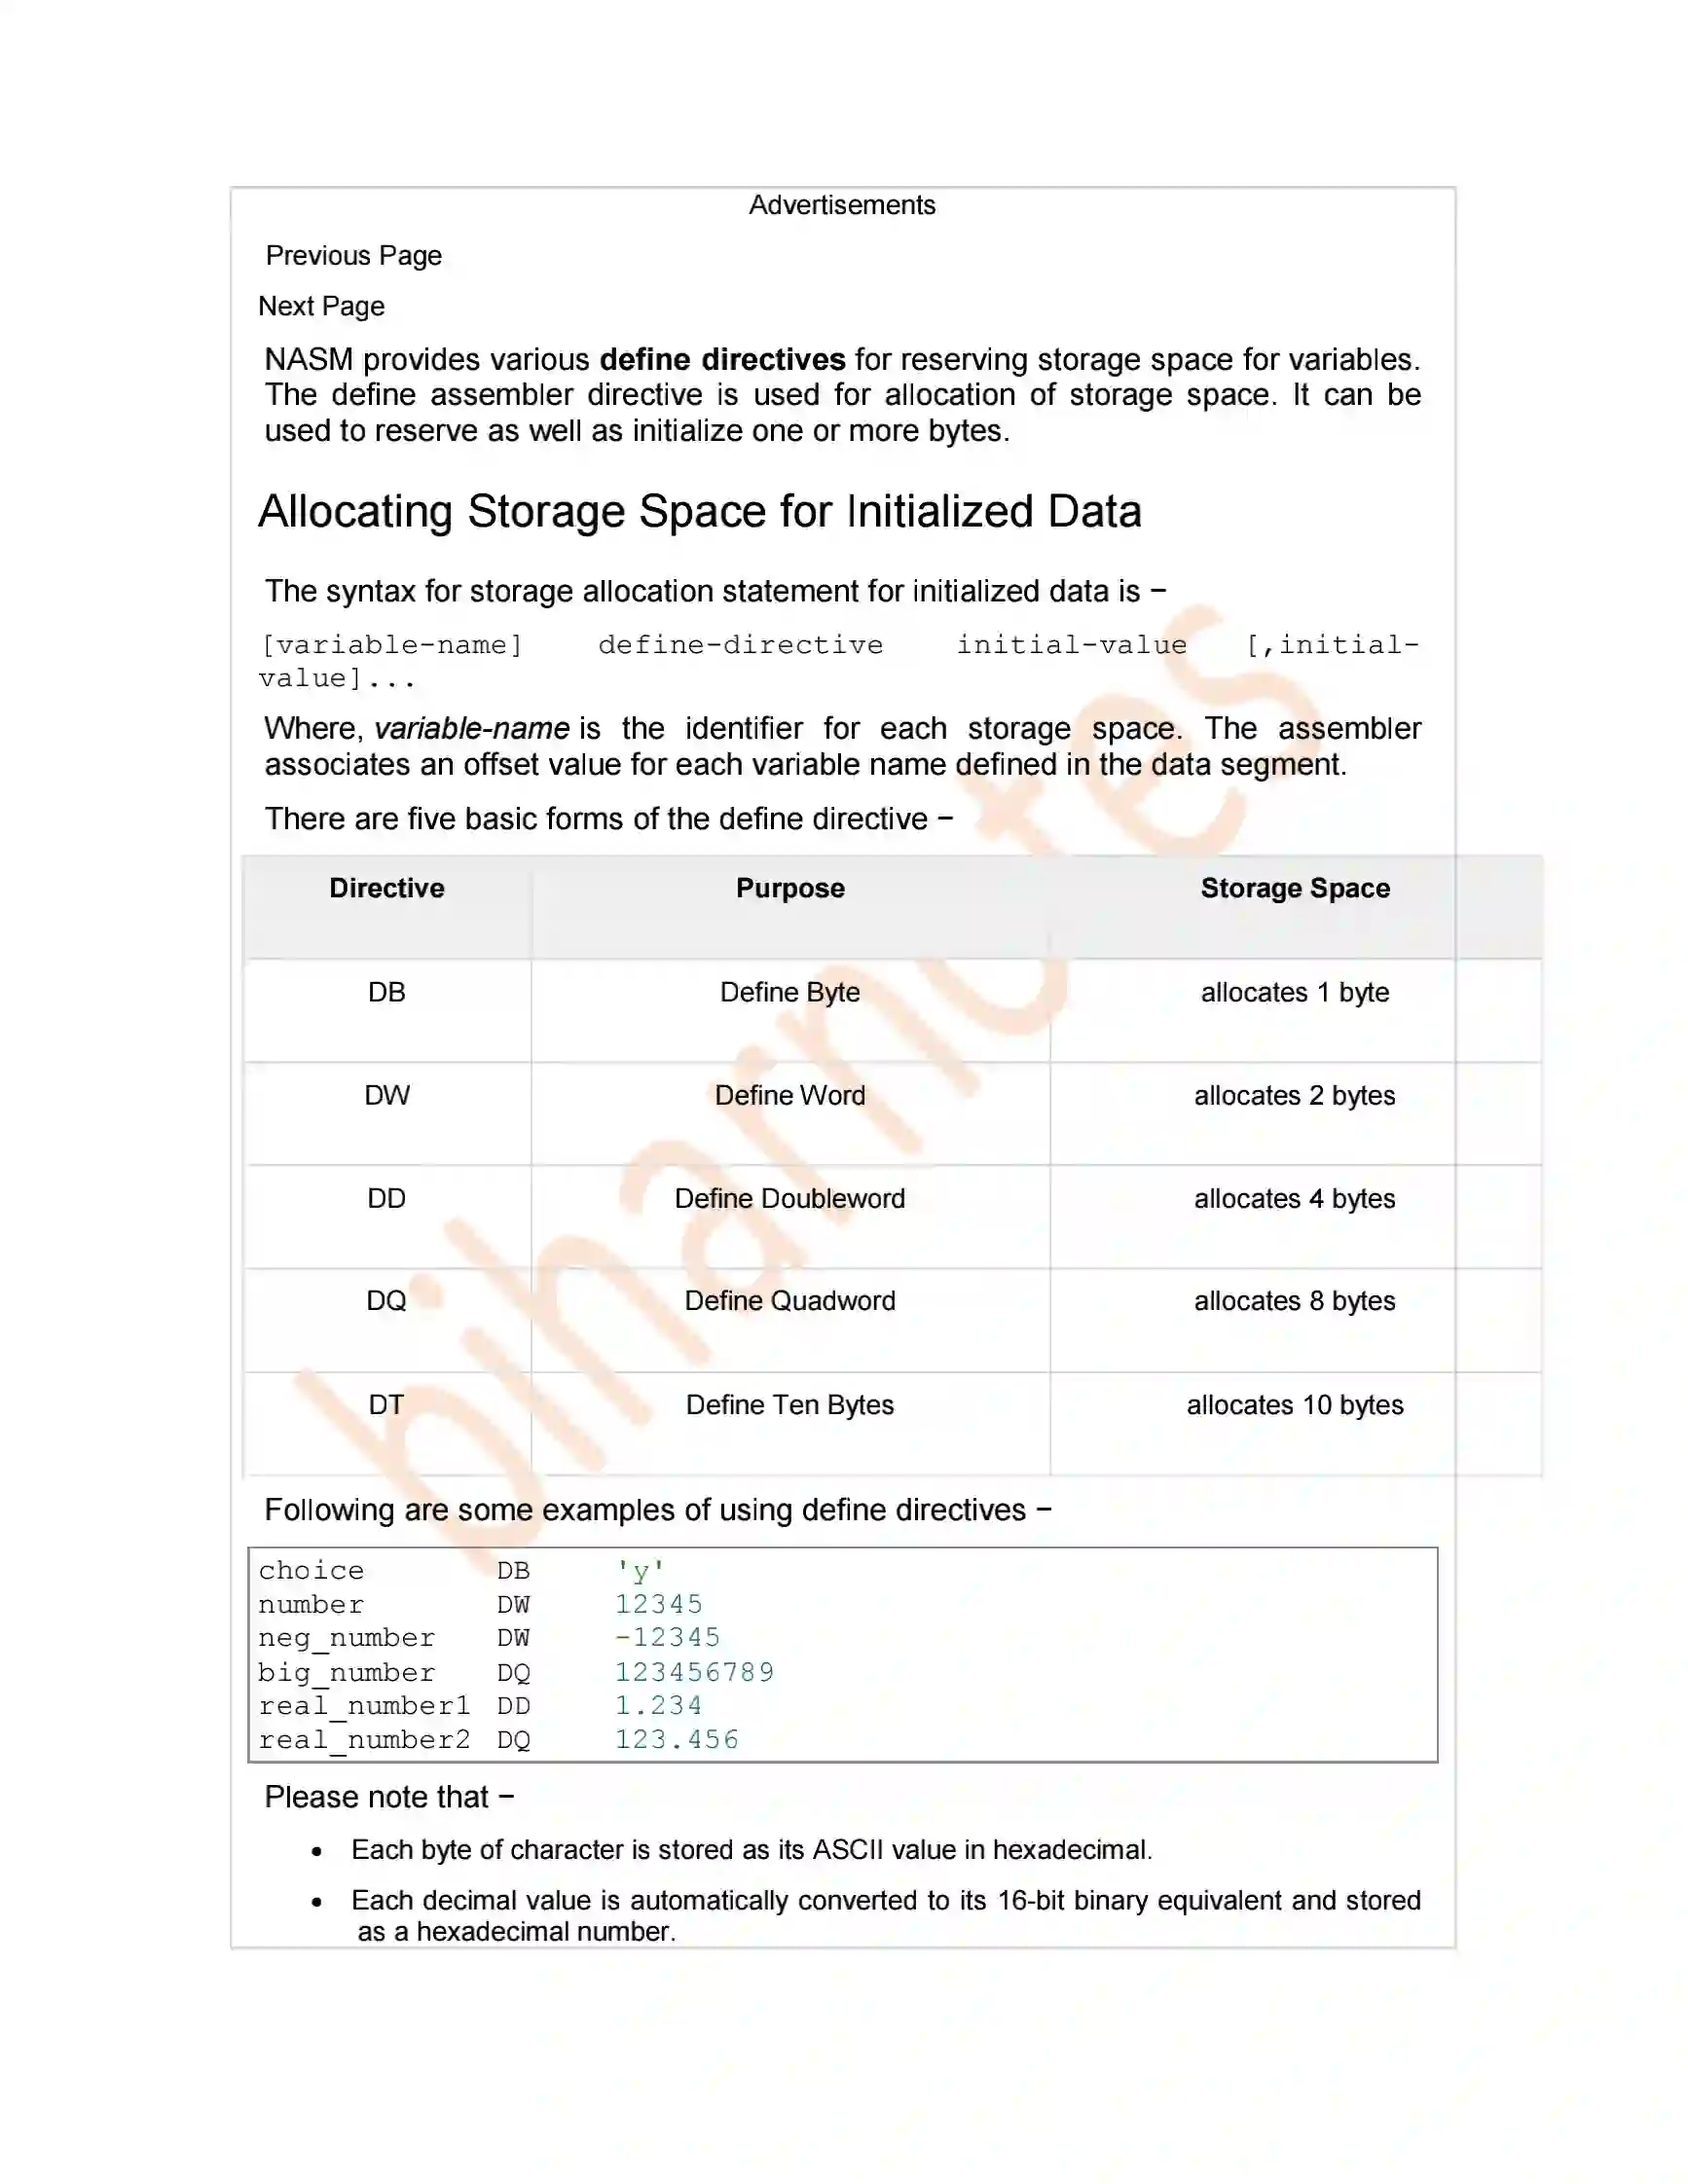 Advertisements
Previous Page
Next Page
NASM provides various define directives for reserving storage space for variables.
The define assembler directive is used for allocation of storage space. It can be
used to reserve as well as initialize one or more bytes.
Allocating Storage Space for Initialized Data
The syntax for storage allocation statement for initialized data is −
[variable-name] define-directive initial-value [,initial-
value]...
Where, variable-name is the identifier for each storage space. The assembler
associates an offset value for each variable name defined in the data segment.
There are five basic forms of the define directive −
Directive Purpose Storage Space
DB Define Byte allocates 1 byte
DW Define Word allocates 2 bytes
DD Define Doubleword allocates 4 bytes
DQ Define Quadword allocates 8 bytes
DT Define Ten Bytes allocates 10 bytes
Following are some examples of using define directives −
choice DB 'y'
number DW 12345
neg_number DW -12345
big_number DQ 123456789
real_number1 DD 1.234
real_number2 DQ 123.456
Please note that −
• Each byte of character is stored as its ASCII value in hexadecimal.
• Each decimal value is automatically converted to its 16-bit binary equivalent and stored
as a hexadecimal number.
biharnotes